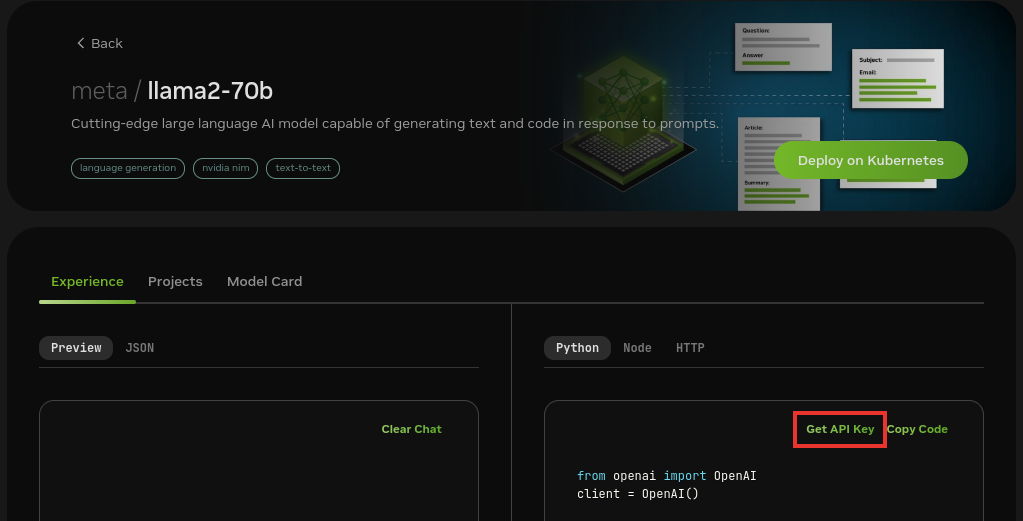 Back
meta / llama2-70b
Cutting-edge large language AI model capable of generating text and code in response to prompts.
language generation
nvidia nim
text-to-text
Question:
Answer
Subject:
Email:
Article:
Summary:
Deploy on Kubernetes
Experience
Projects
Model Card
Preview
JSON
Clear Chat
Python
Node
HTTP
Get API Key
Copy Code
from openai import OpenAI
client = OpenAI()